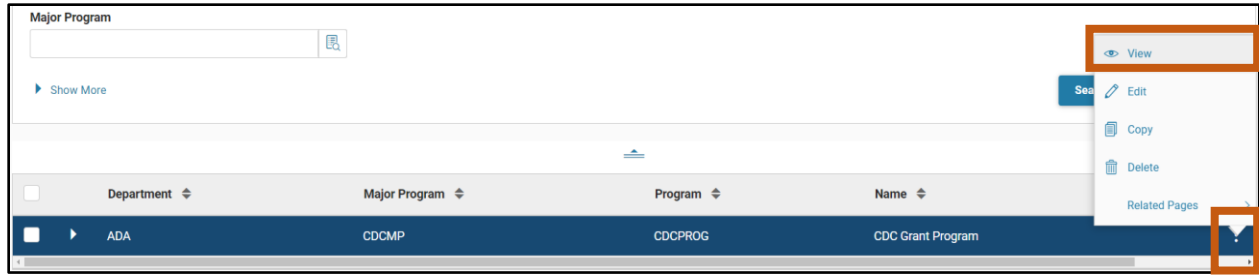 Major Program
View
Show More
Sea
Edit
Copy
Delete
Department Major Program Program Name
Related Pages
ADA CDCMP CDCPROG CDC Grant Program